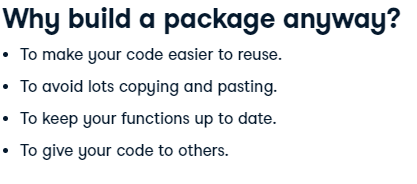 Why build a package anyway?
• To make your code easier to reuse.
• To avoid lots copying and pasting.
• To keep your functions up to date.
• To give your code to others.